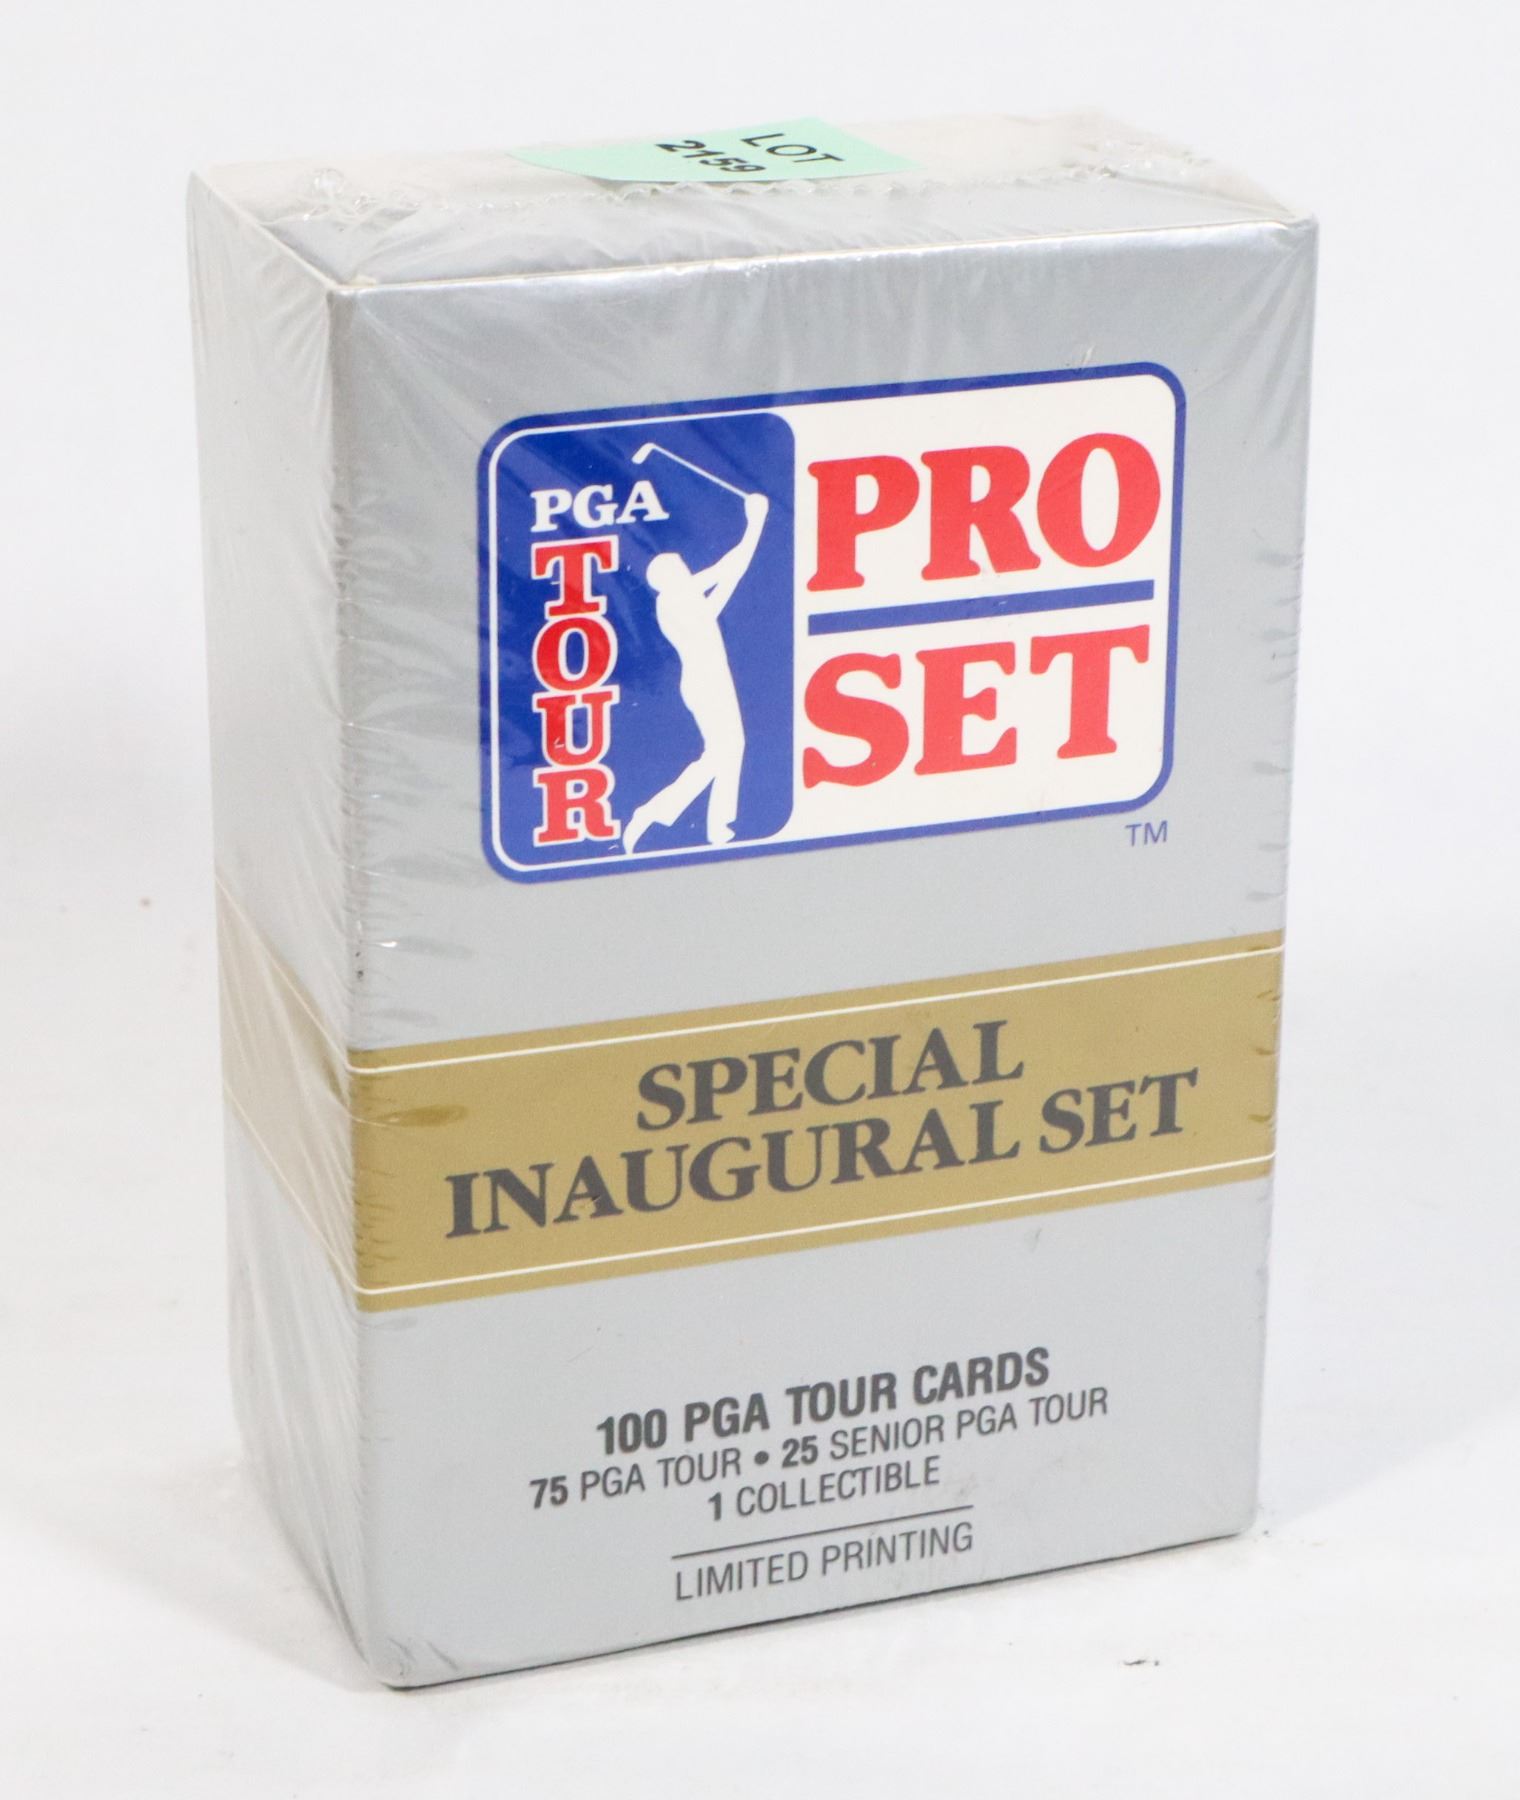 LOT
2159
PGA
TOUR
PRO
SET
TM
SPECIAL
INAUGURAL SET
100 PGA TOUR CARDS
75 PGA TOUR • 25 SENIOR PGA TOUR
1 COLLECTIBLE
LIMITED PRINTING